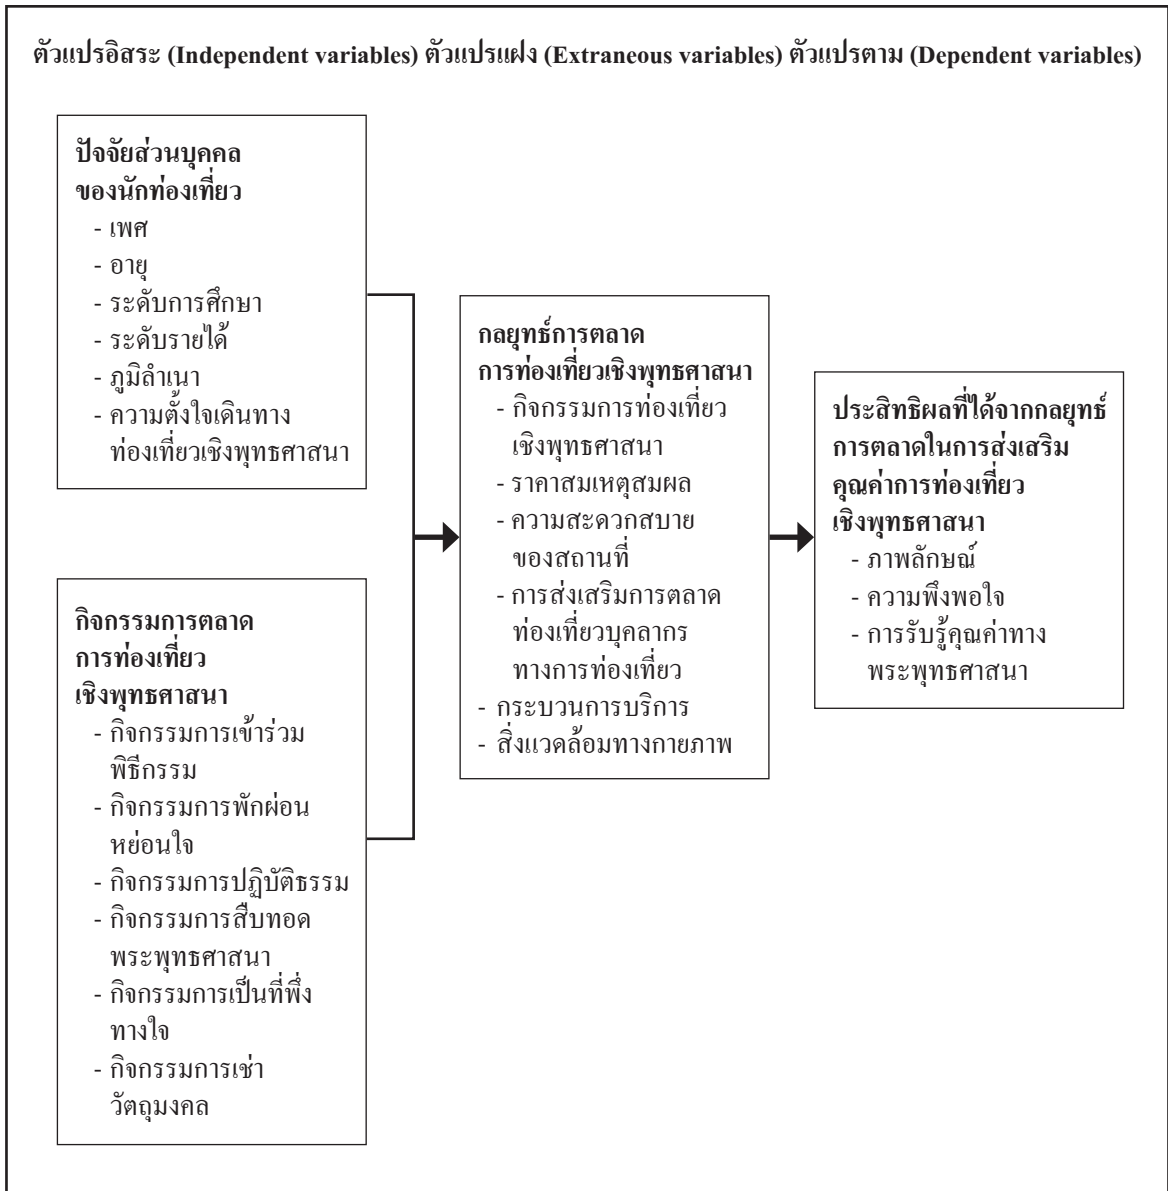 ตัวแปรอิสระ (Independent variables) ตัวแปรแฝง (Extraneous variables) ตัวแปรตาม (Dependent variables)
ปัจจัยส่วนบุคคล
ของนักท่องเที่ยว
- เพศ
- อายุ
- ระดับการศึกษา
- ระดับรายได้
- ภูมิลำเนา
- ความตั้งใจเดินทาง
ท่องเที่ยวเชิงพุทธศาสนา
กิจกรรมการตลาด
การท่องเที่ยว
เชิงพุทธศาสนา
- กิจกรรมการเข้าร่วม
พิธีกรรม
- กิจกรรมการพักผ่อน
หย่อนใจ
- กิจกรรมการปฏิบัติธรรม
- กิจกรรมการสืบทอด
พระพุทธศาสนา
- กิจกรรมการเป็นที่พึ่ง
ทางใจ
- กิจกรรมการเช่า
วัตถุมงคล
กลยุทธ์การตลาด
การท่องเที่ยวเชิงพุทธศาสนา
- กิจกรรมการท่องเที่ยว
เชิงพุทธศาสนา
- ราคาสมเหตุสมผล
- ความสะดวกสบาย
ของสถานที่
- การส่งเสริมการตลาด
ท่องเที่ยวบุคลากร
ทางการท่องเที่ยว
- กระบวนการบริการ
- สิ่งแวดล้อมทางกายภาพ
ประสิทธิผลที่ได้จากกลยุทธ์
การตลาดในการส่งเสริม
คุณค่าการท่องเที่ยว
เชิงพุทธศาสนา
- ภาพลักษณ์
- ความพึงพอใจ
- การรับรู้คุณค่าทาง
พระพุทธศาสนา